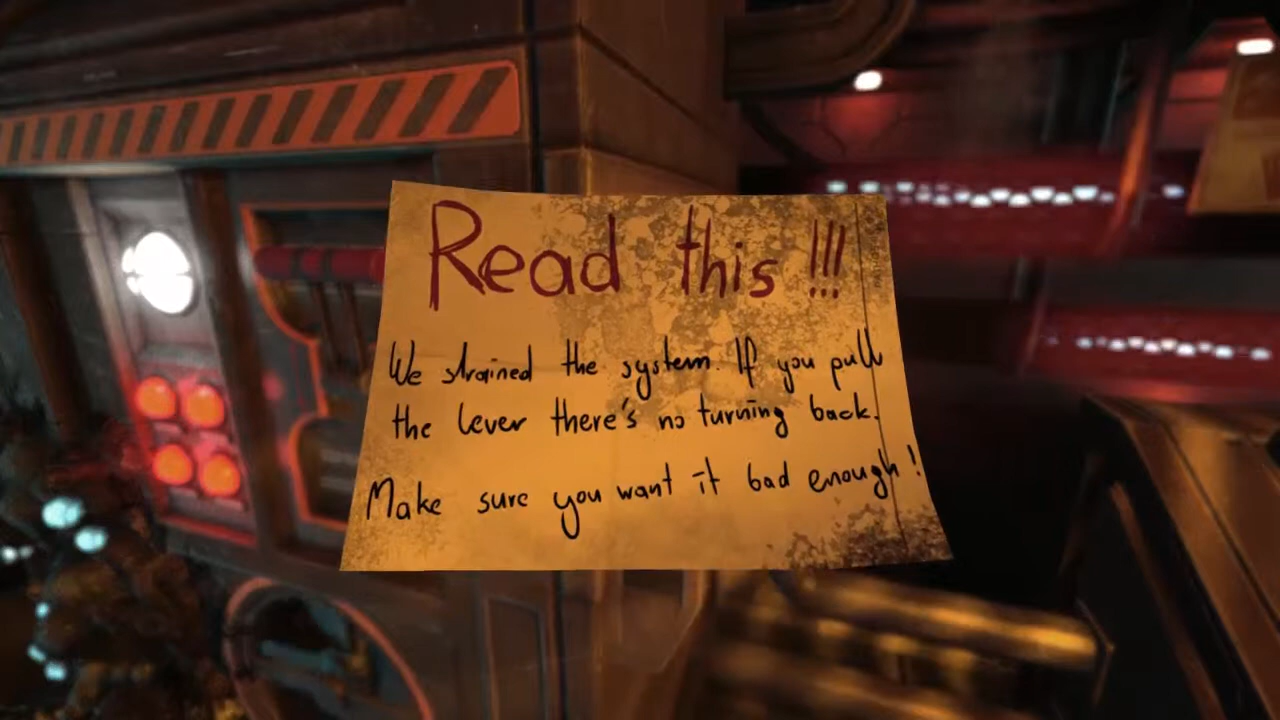 Read this !!!
We strained the system. If you pull
the lever there's no turning back.
Make sure you want it bad enough!